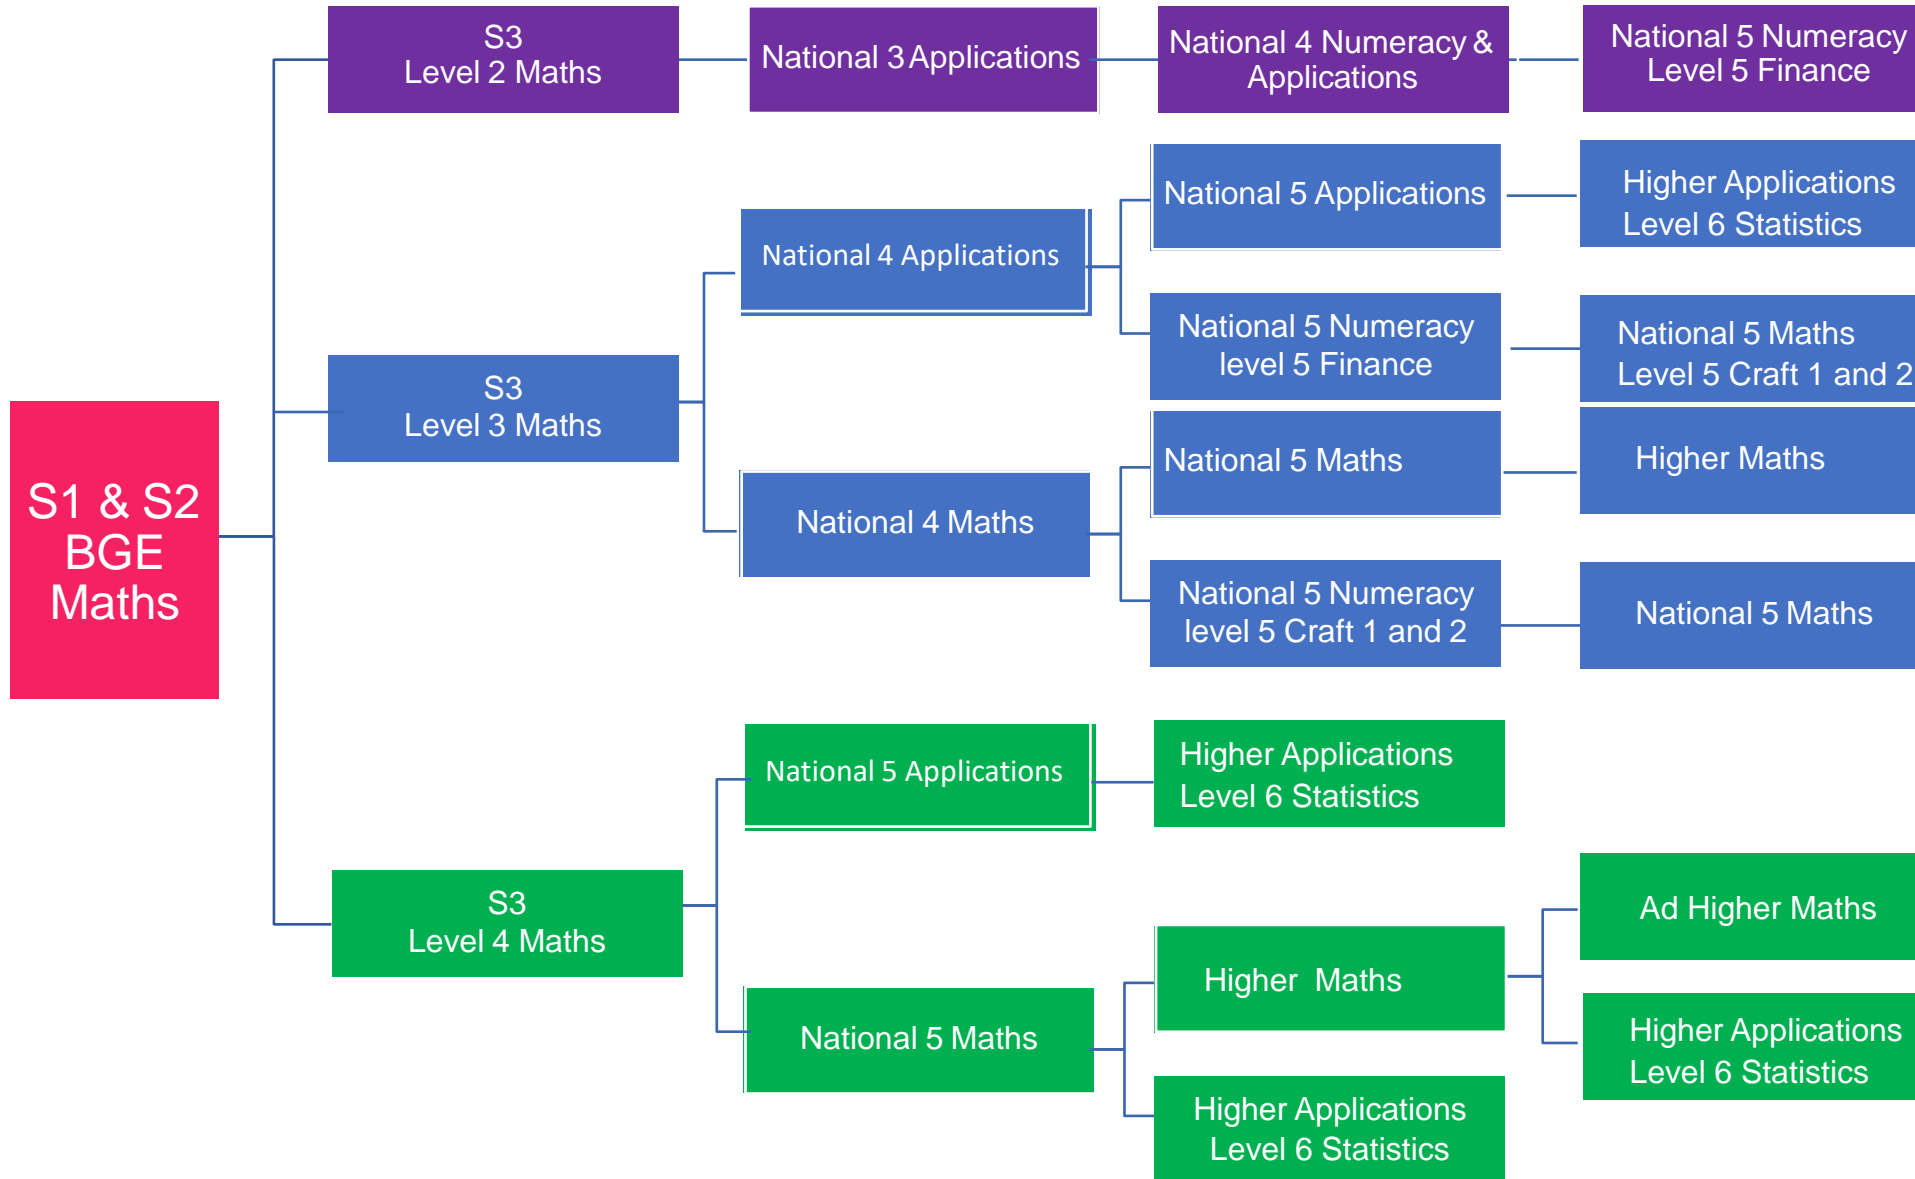 S1 & S2
BGE
Maths
S3
Level 2 Maths
National 3 Applications
National 4 Numeracy &
Applications
National 5 Numeracy
Level 5 Finance
S3
Level 3 Maths
National 4 Applications
National 5 Applications
Higher Applications
Level 6 Statistics
National 5 Numeracy
level 5 Finance
National 5 Maths
Level 5 Craft 1 and 2
National 4 Maths
National 5 Maths
Higher Maths
National 5 Numeracy
level 5 Craft 1 and 2
National 5 Maths
S3
Level 4 Maths
National 5 Applications
Higher Applications
Level 6 Statistics
National 5 Maths
Higher Maths
Ad Higher Maths
Higher Applications
Level 6 Statistics
Higher Applications
Level 6 Statistics